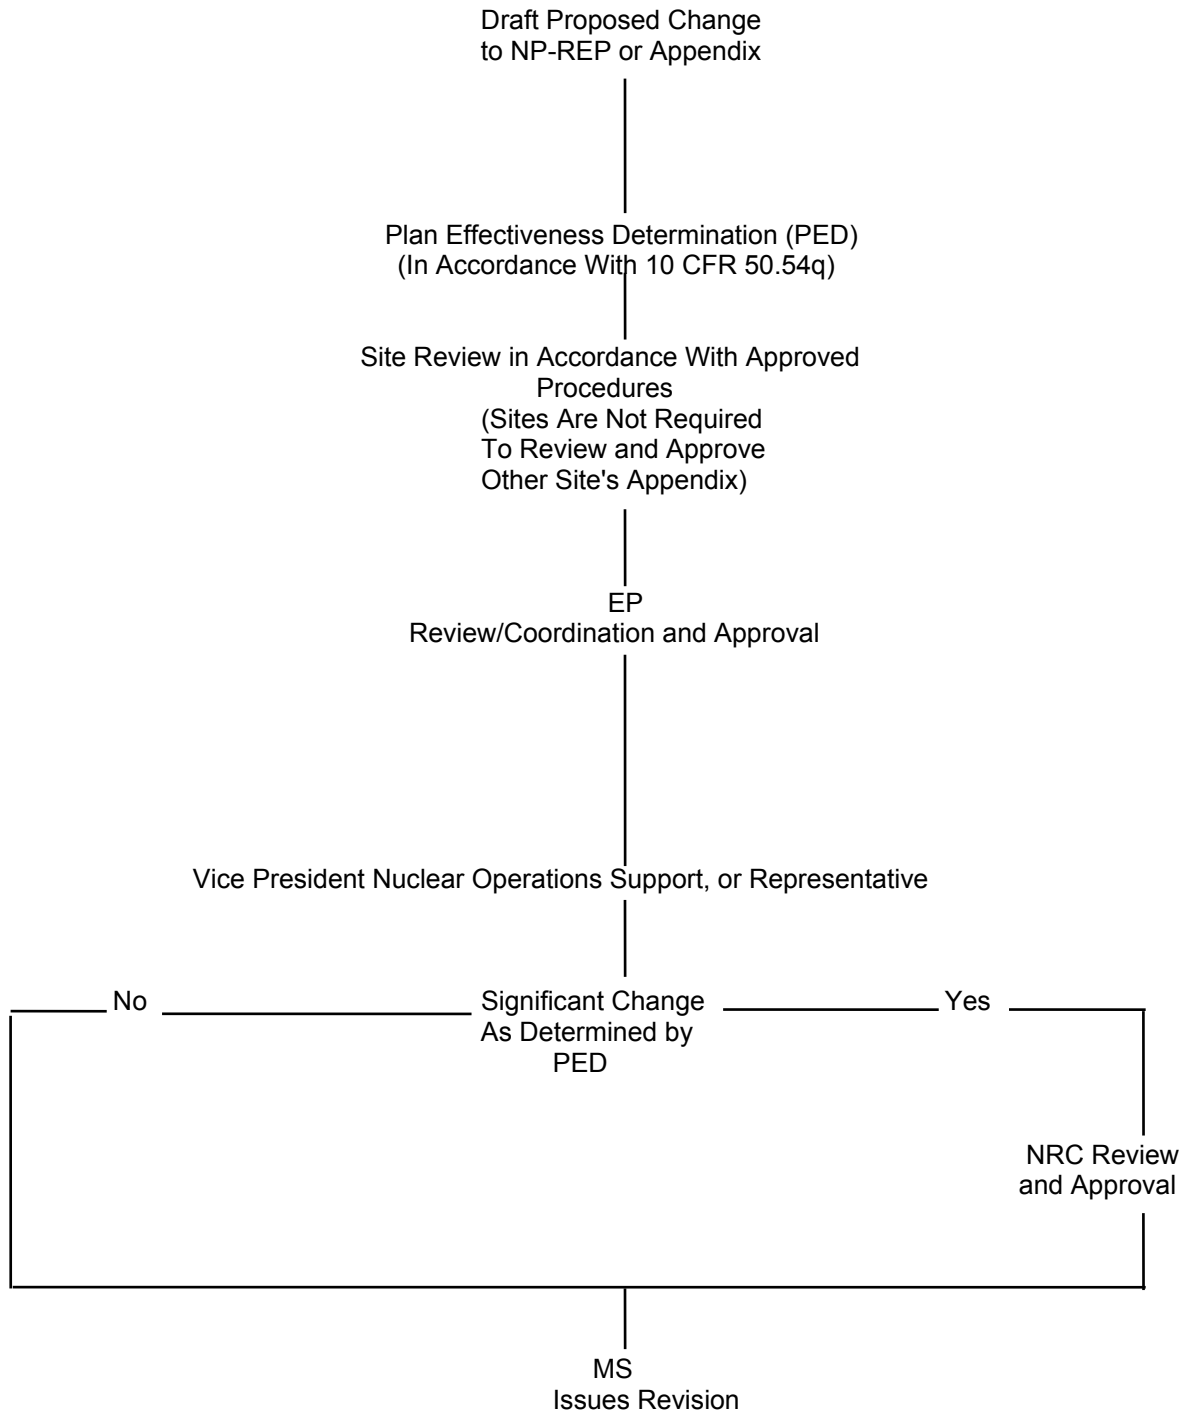 Draft Proposed Change
to NP-REP or Appendix
Plan Effectiveness Determination (PED)
(In Accordance With 10 CFR 50.54q)
Site Review in Accordance With Approved
Procedures
(Sites Are Not Required
To Review and Approve
Other Site's Appendix)
EP
Review/Coordination and Approval
Vice President Nuclear Operations Support, or Representative
No
Significant Change
As Determined by
PED
Yes
NRC Review
and Approval
MS
Issues Revision